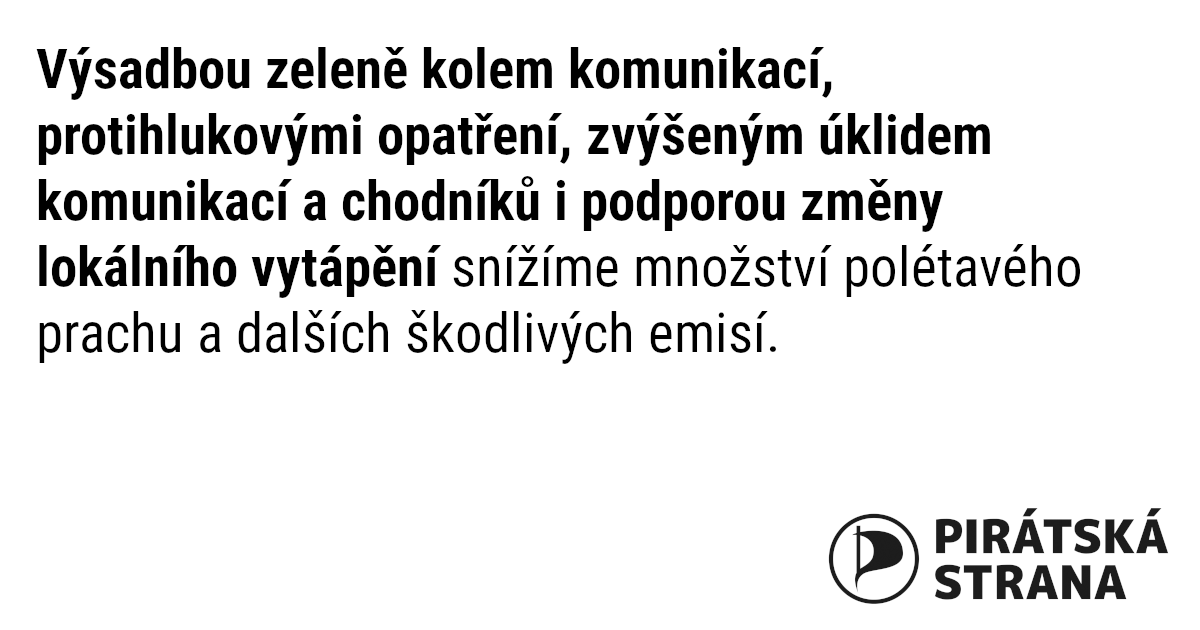 Výsadbou zeleně kolem komunikací,
protihlukovými opatření, zvýšeným úklidem
komunikací a chodníků i podporou změny
lokálního vytápění snížíme množství polétavého
prachu a dalších škodlivých emisí.
PIRÁTSKÁ
STRANA